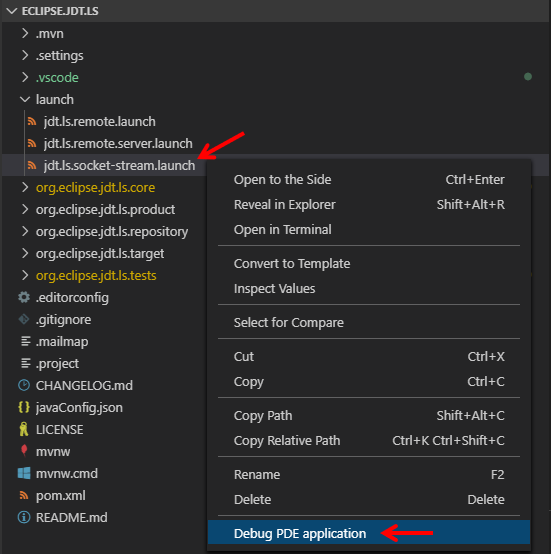 ECLIPSE.JDT.LS
.mvn
.settings
.vscode
launch
jdt.ls.remote.launch
jdt.ls.remote.server.launch
jdt.ls.socket-stream.launch
org.eclipse.jdt.ls.core
org.eclipse.jdt.ls.product
org.eclipse.jdt.ls.repository
org.eclipse.jdt.ls.target
org.eclipse.jdt.ls.tests
.editorconfig
.gitignore
.mailmap
.project
CHANGELOG.md
javaConfig.json
LICENSE
mvnw
mvnw.cmd
pom.xml
README.md
Open to the Side Ctrl+Enter
Reveal in Explorer Shift+Alt+R
Open in Terminal
Convert to Template
Inspect Values
Select for Compare
Cut Ctrl+X
Copy Ctrl+C
Copy Path Shift+Alt+C
Copy Relative Path Ctrl+K Ctrl+Shift+C
Rename F2
Delete Delete
Debug PDE application